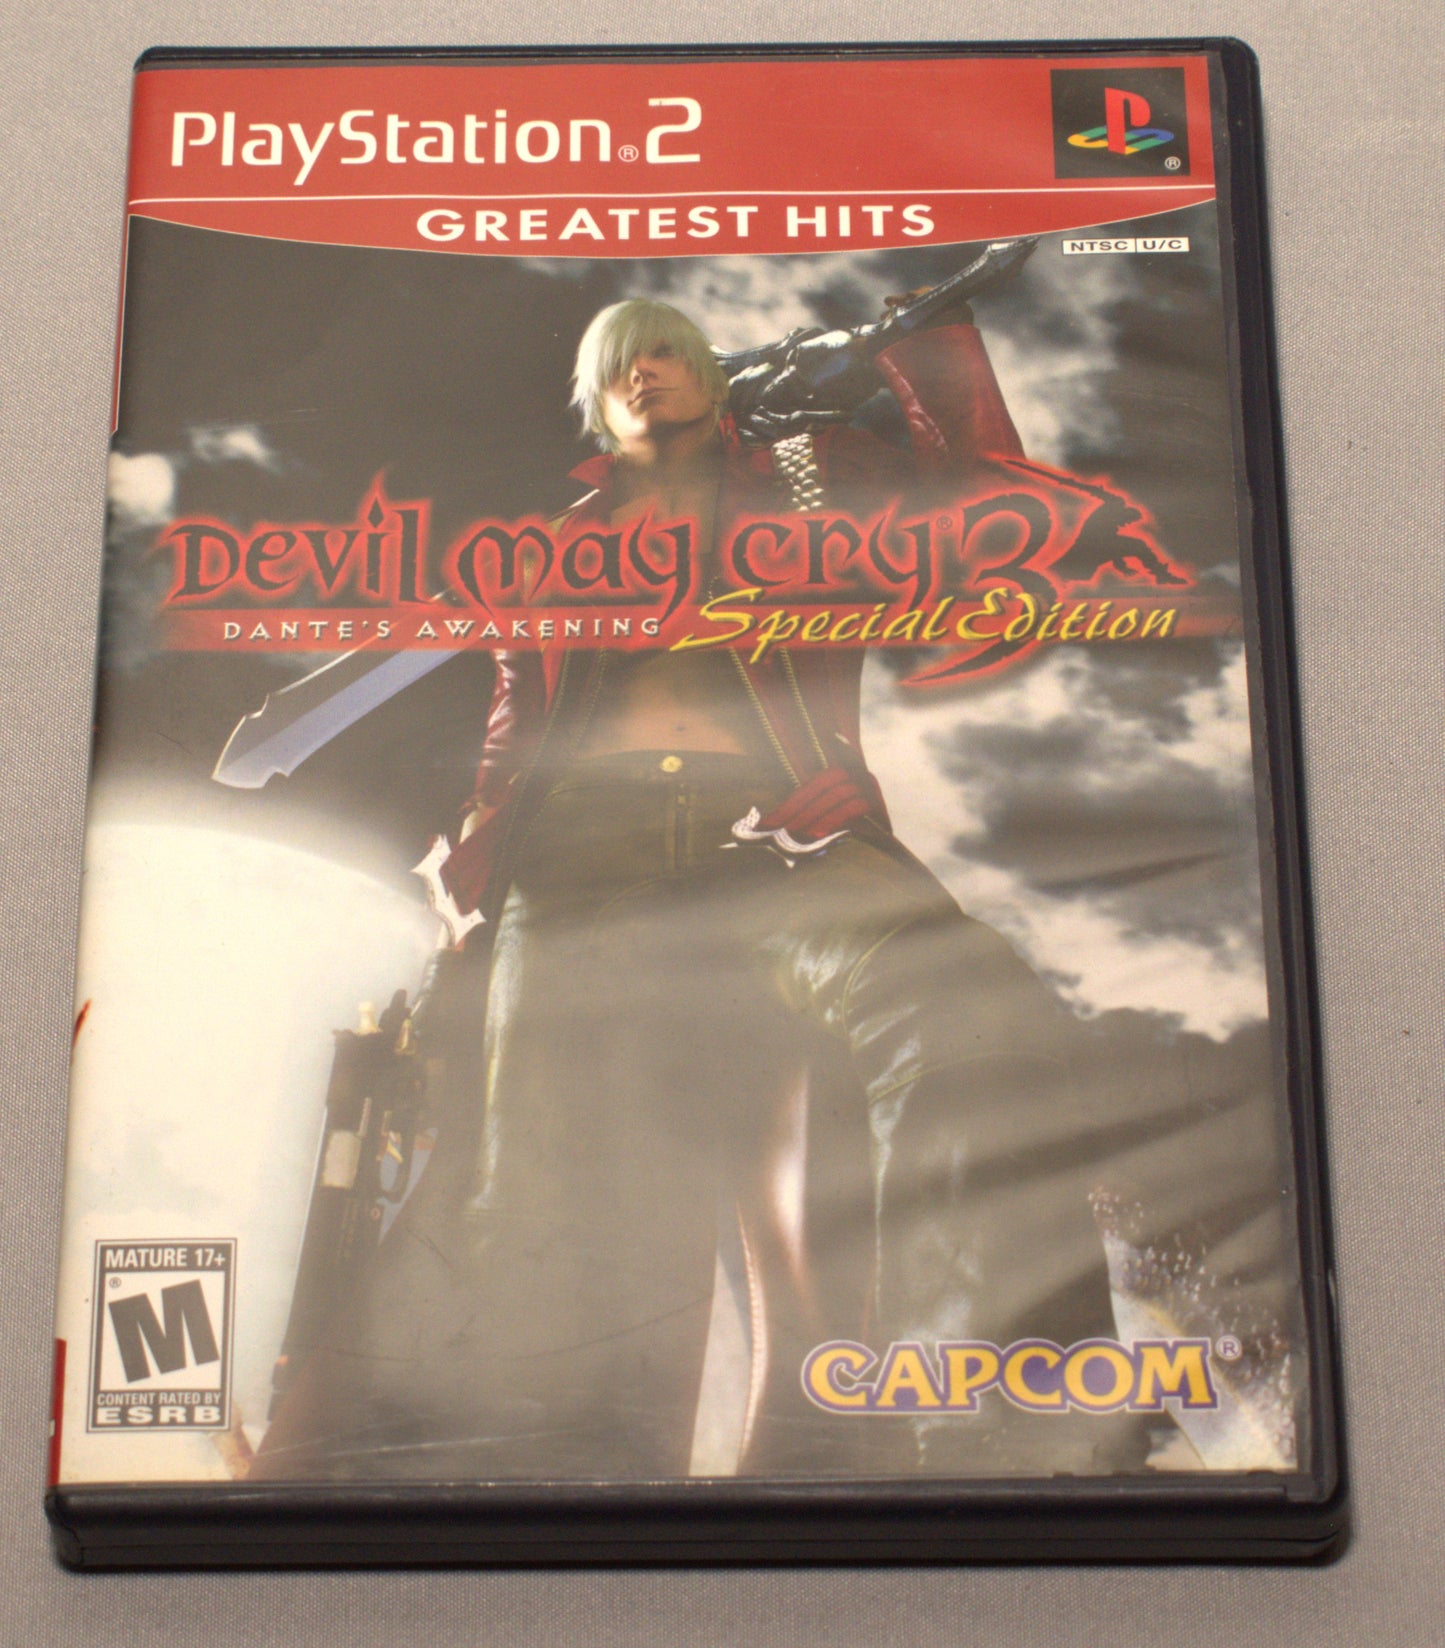 PlayStation®2
®
GREATEST HITS
NTSC U/C
Devil may cry® 3
DANTE'S AWAKENING Special Edition
MATURE 17+
®
M
CONTENT RATED BY
ESRB
CAPCOM®